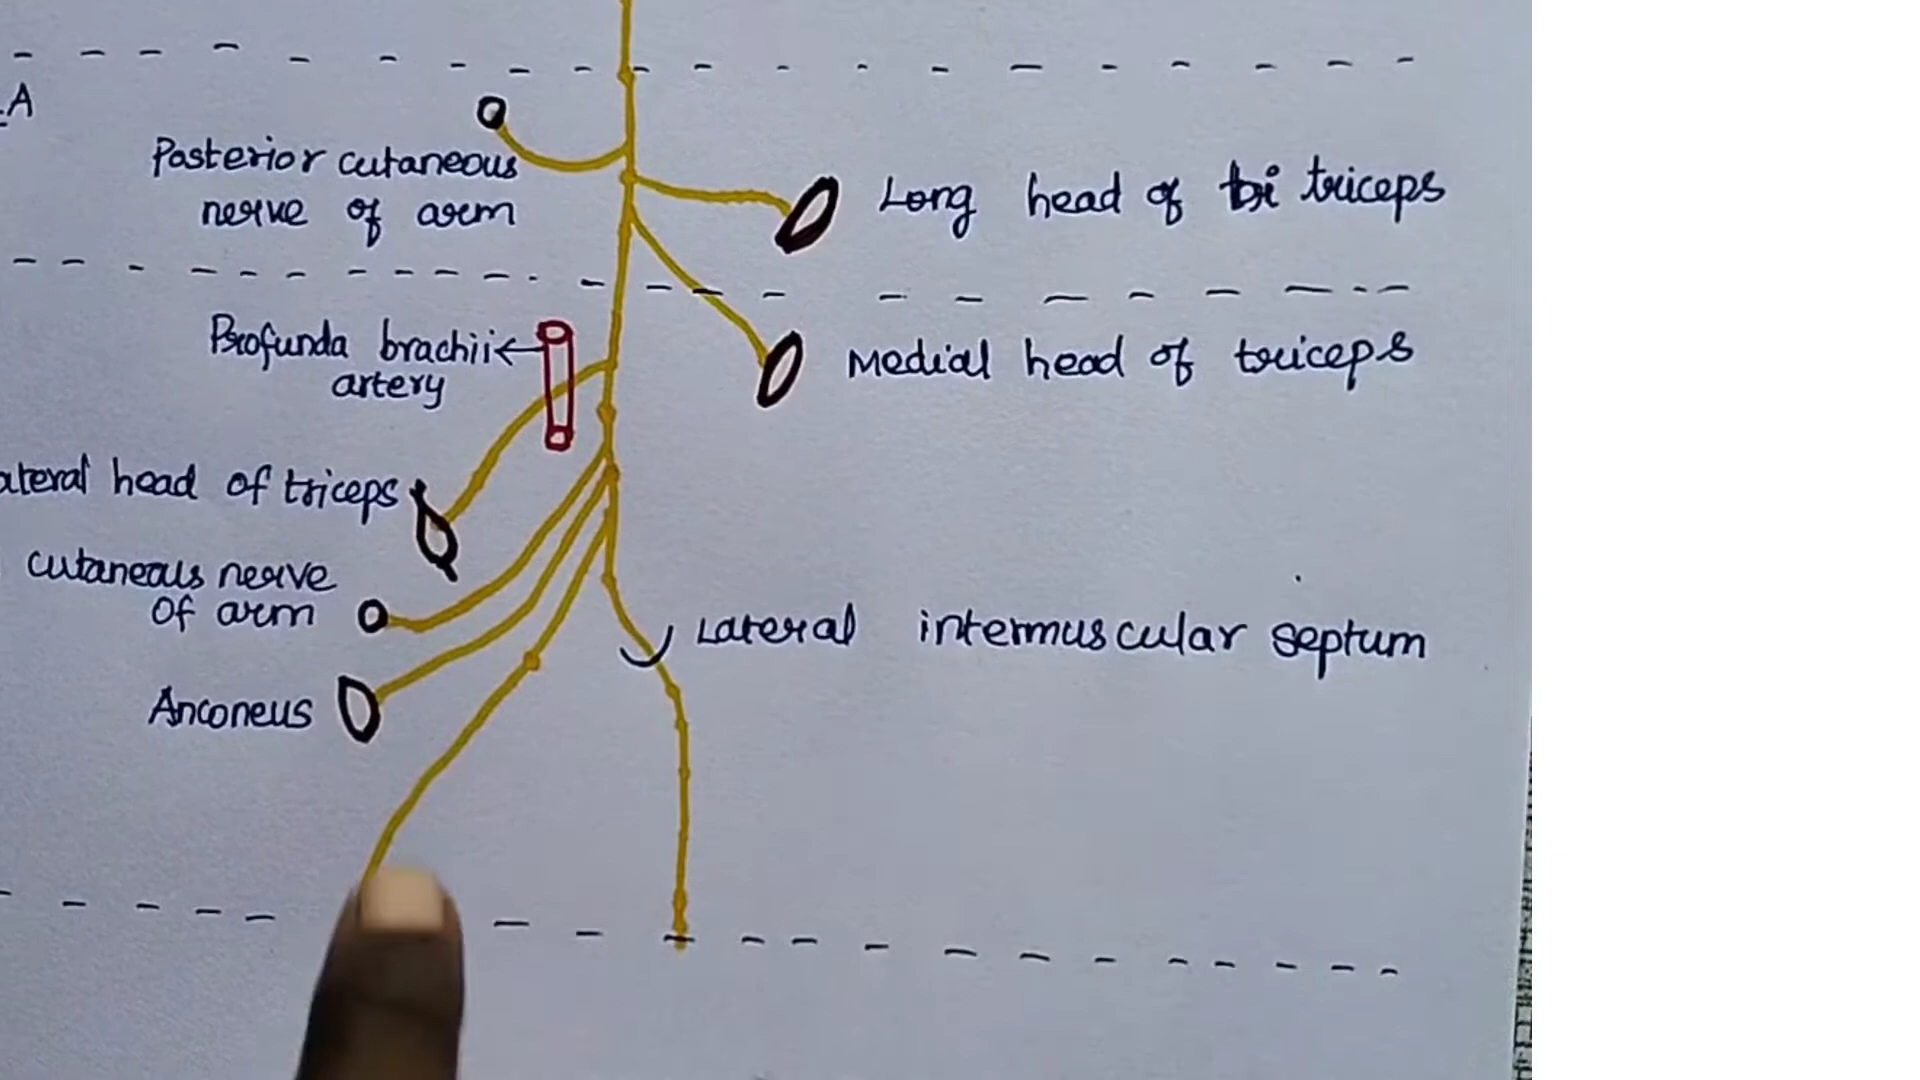 A
Posterior cutaneous
nerve of arm
Long head of tri triceps
Profunda brachii
artery
Medial head of triceps
ateral head of triceps
cutaneous nerve
of arm
Lateral intermuscular septum
Anconeus